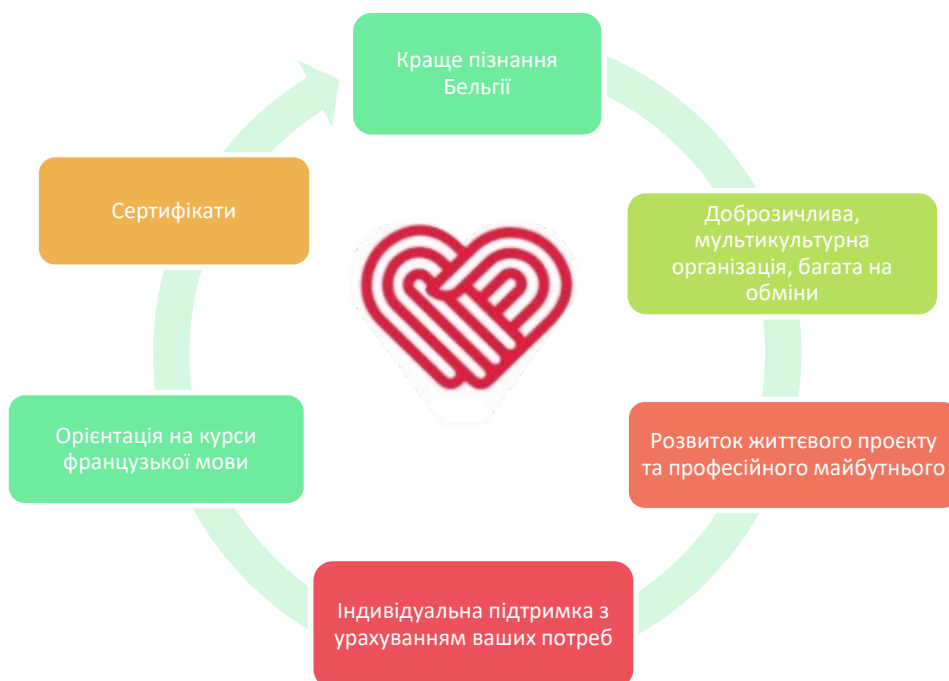 Краще пізнання
Бельгії
Доброзичлива,
мультикультурна
організація, багата на
обміни
Розвиток життєвого проєкту
та професійного майбутнього
Індивідуальна підтримка з
урахуванням ваших потреб
Орієнтація на курси
французької мови
Сертифікати